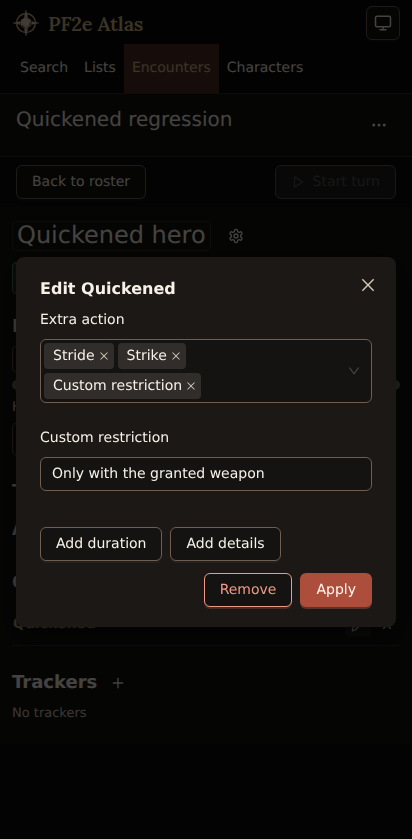 PF2e Atlas
Search Lists Encounters Characters
Quickened regression
...
Back to roster
Start turn
Quickened hero
Edit Quickened
Extra action
Stride × Strike ×
Custom restriction ×
Custom restriction
Only with the granted weapon
Add duration
Add details
Remove
Apply
Quickened
Trackers +
No trackers